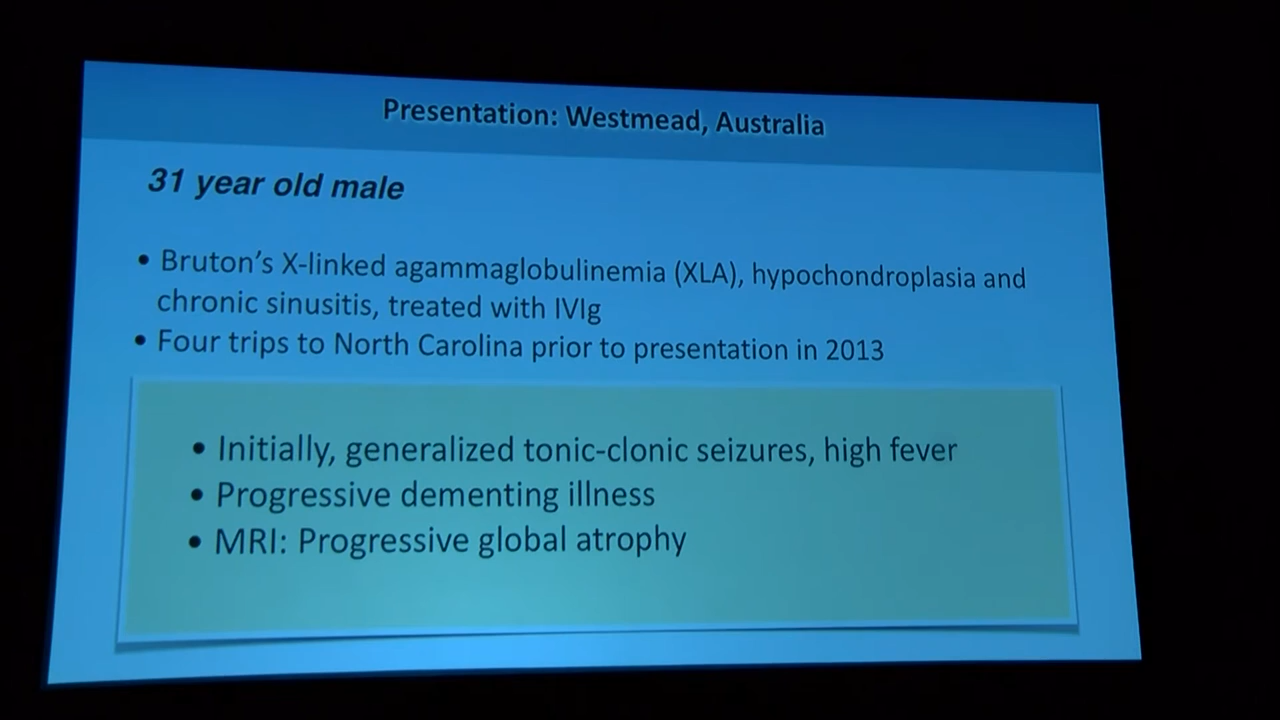 Presentation: Westmead, Australia
31 year old male
• Bruton's X-linked agammaglobulinemia (XLA), hypochondroplasia and
chronic sinusitis, treated with IVIg
• Four trips to North Carolina prior to presentation in 2013
• Initially, generalized tonic-clonic seizures, high fever
• Progressive dementing illness
• MRI: Progressive global atrophy